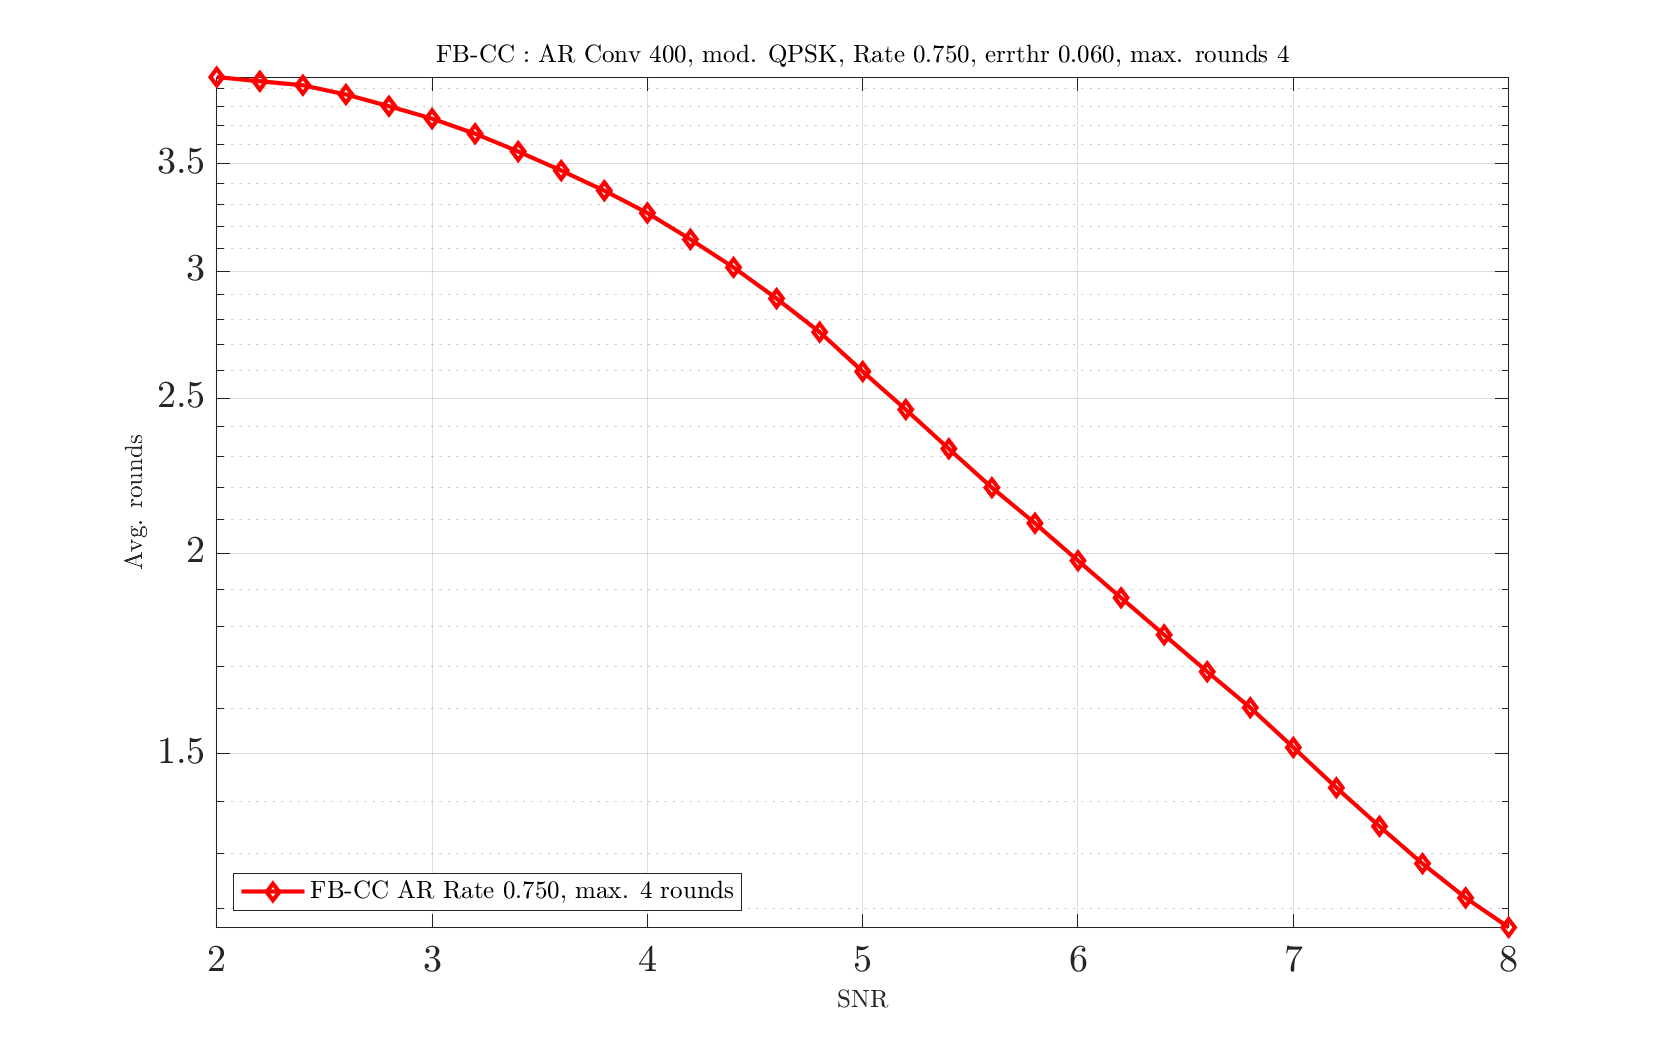 FB-CC : AR Conv 400, mod. QPSK, Rate 0.750, errthr 0.060, max. rounds 4
3.5
3
2.5
2
1.5
Avg. rounds
FB-CC AR Rate 0.750, max. 4 rounds
2 3 4 5 6 7 8
SNR